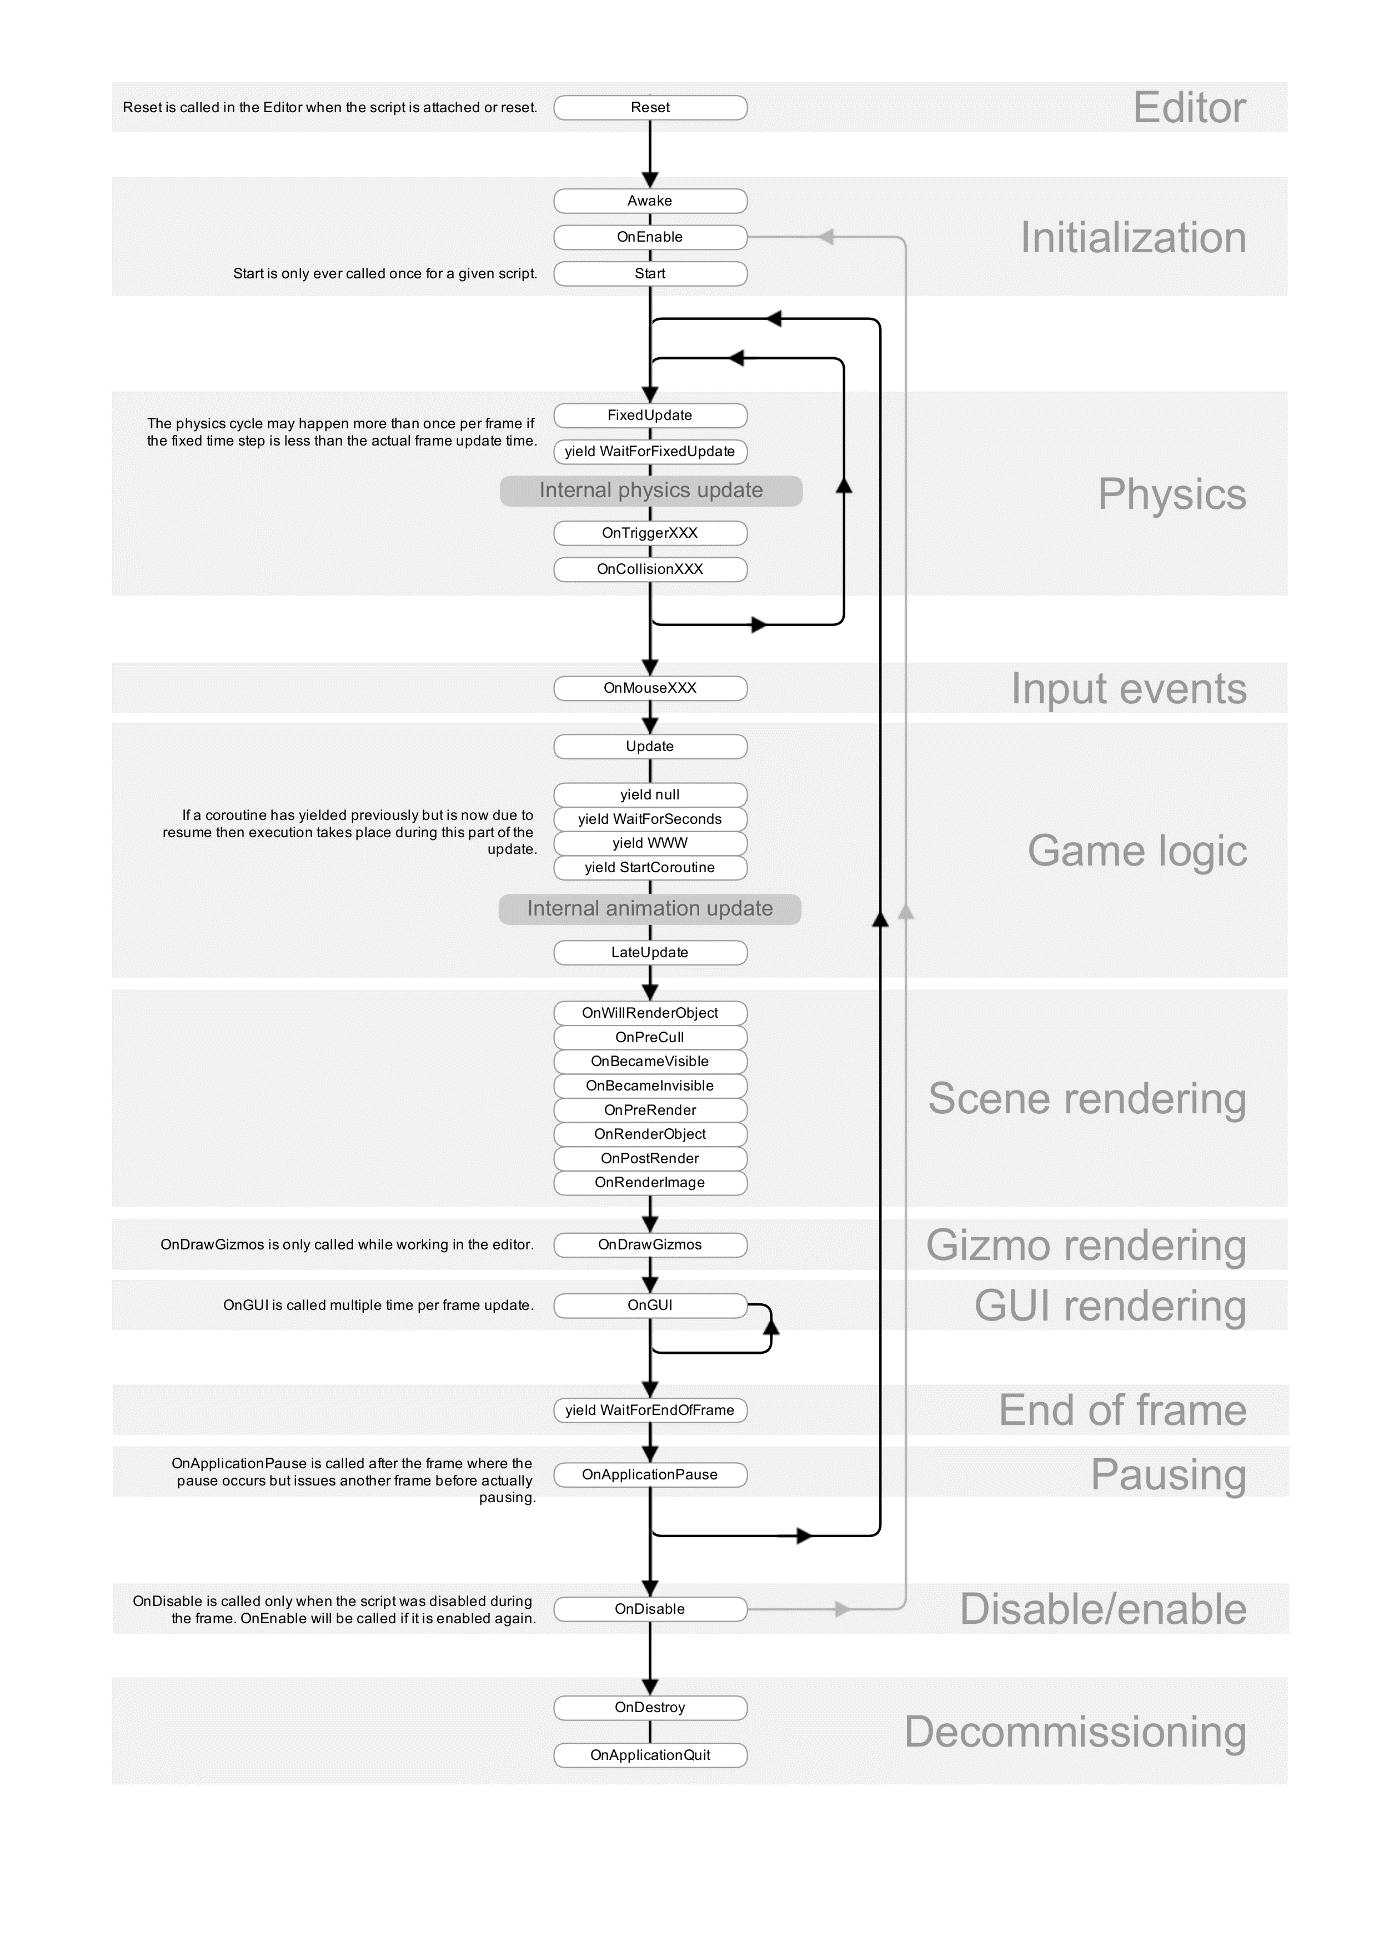 Reset is called in the Editor when the script is attached or reset.
Reset
Editor
Awake
OnEnable
Initialization
Start is only ever called once for a given script.
Start
The physics cycle may happen more than once per frame if
the fixed time step is less than the actual frame update time.
FixedUpdate
yield WaitForFixedUpdate
Internal physics update
Physics
OnTriggerXXX
OnCollisionXXX
OnMouseXXX
Input events
Update
If a coroutine has yielded previously but is now due to
resume then execution takes place during this part of the
update.
yield null
yield WaitForSeconds
yield WWW
yield StartCoroutine
Game logic
Internal animation update
LateUpdate
OnWillRenderObject
OnPreCull
OnBecameVisible
OnBecameInvisible
OnPreRender
OnRenderObject
OnPostRender
OnRenderImage
Scene rendering
OnDrawGizmos is only called while working in the editor.
OnDrawGizmos
Gizmo rendering
OnGUI is called multiple time per frame update.
OnGUI
GUI rendering
yield WaitForEndOfFrame
End of frame
OnApplicationPause is called after the frame where the
pause occurs but issues another frame before actually
pausing.
OnApplicationPause
Pausing
OnDisable is called only when the script was disabled during
the frame. OnEnable will be called if it is enabled again.
OnDisable
Disable/enable
OnDestroy
Decommissioning
OnApplicationQuit